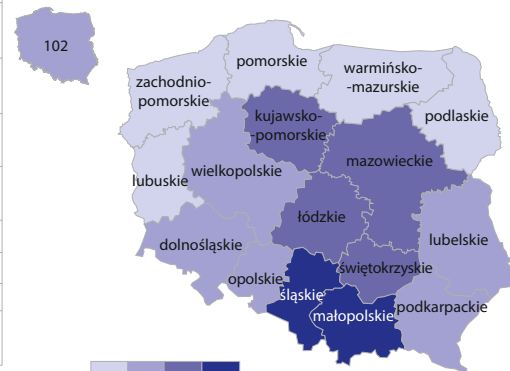 102
pomorskie
zachodnio-
pomorskie
warmińsko-
-mazurskie
kujawsko-
-pomorskie
podlaskie
mazowieckie
wielkopolskie
lubuskie
łódzkie
dolnośląskie
lubelskie
opolskie
świętokrzyskie
śląskie
małopolskie
podkarpackie